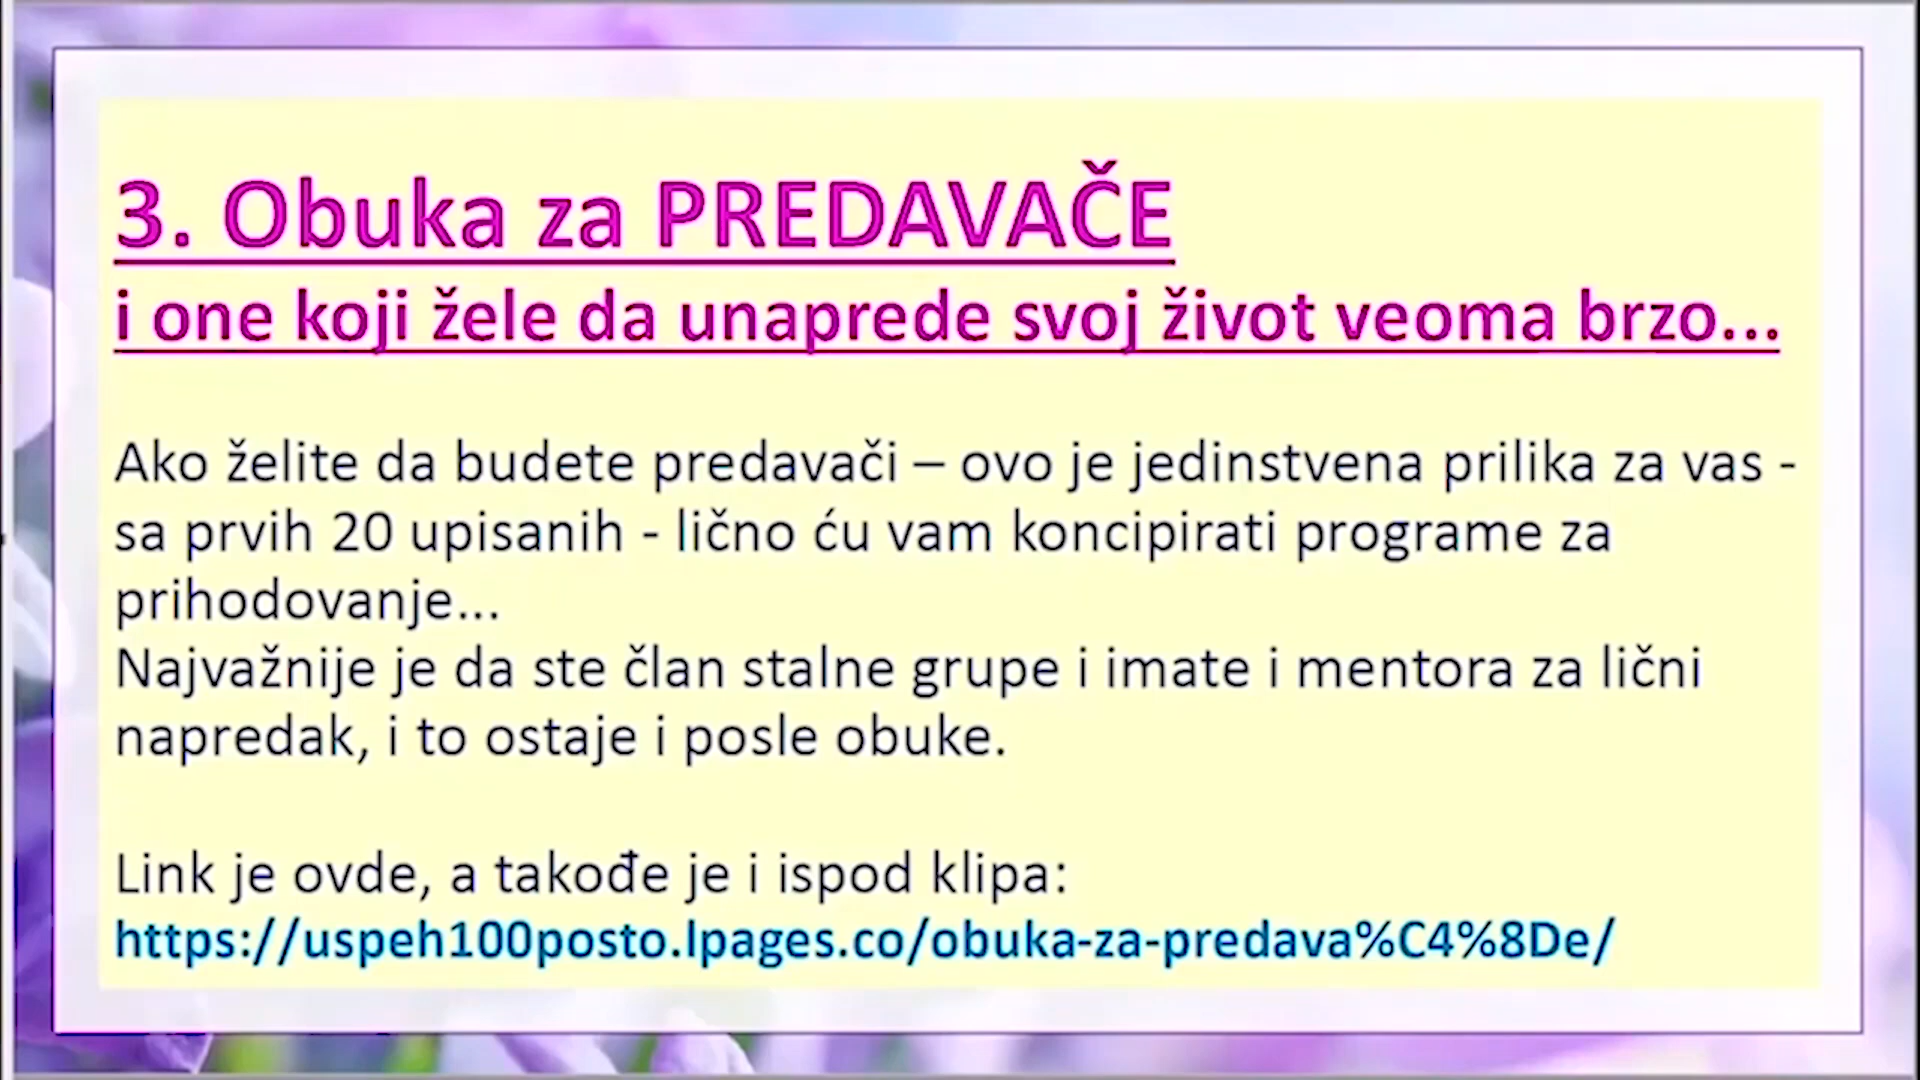 3. Obuka za PREDAVAČE
i one koji žele da unaprede svoj život veoma brzo...
Ako želite da budete predavači – ovo je jedinstvena prilika za vas -
sa prvih 20 upisanih - lično ću vam koncipirati programe za
prihodovanje...
Najvažnije je da ste član stalne grupe i imate i mentora za lični
napredak, i to ostaje i posle obuke.
Link je ovde, a takođe je i ispod klipa:
https://uspeh100posto.lpages.co/obuka-za-predava%C4%8De/